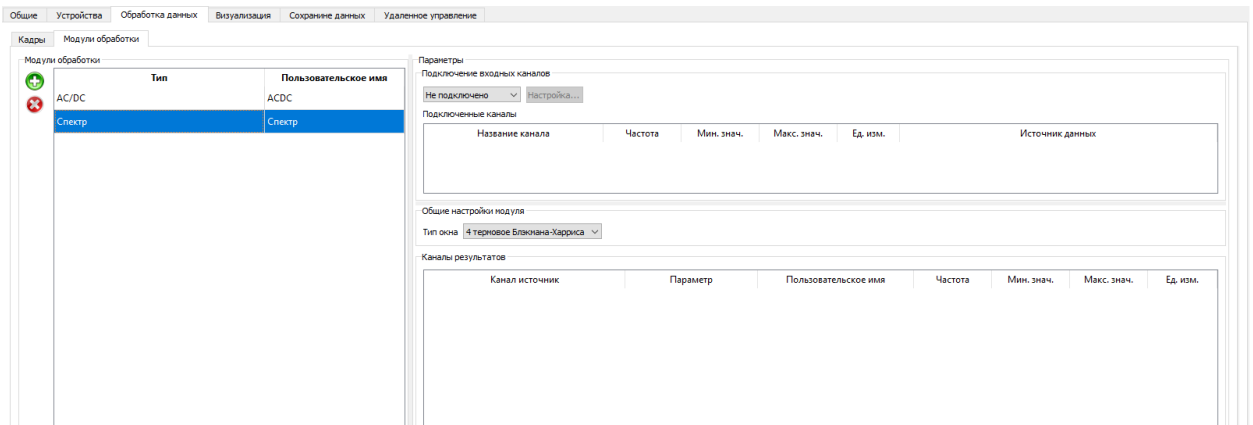 Общие Устройства Обработка данных Визуализация Сохранине данных Удаленное управление
Кадры Модули обработки
Модули обработки
Тип Пользовательское имя
AC/DC ACDC
Спектр Спектр
Параметры
Подключение входных каналов
Не подключено Настройка...
Подключенные каналы
Название канала Частота Мин. знач. Макс. знач. Ед. изм. Источник данных
Общие настройки модуля
Тип окна 4 термовое Блэкмана-Харриса
Каналы результатов
Канал источник Параметр Пользовательское имя Частота Мин. знач. Макс. знач. Ед. изм.